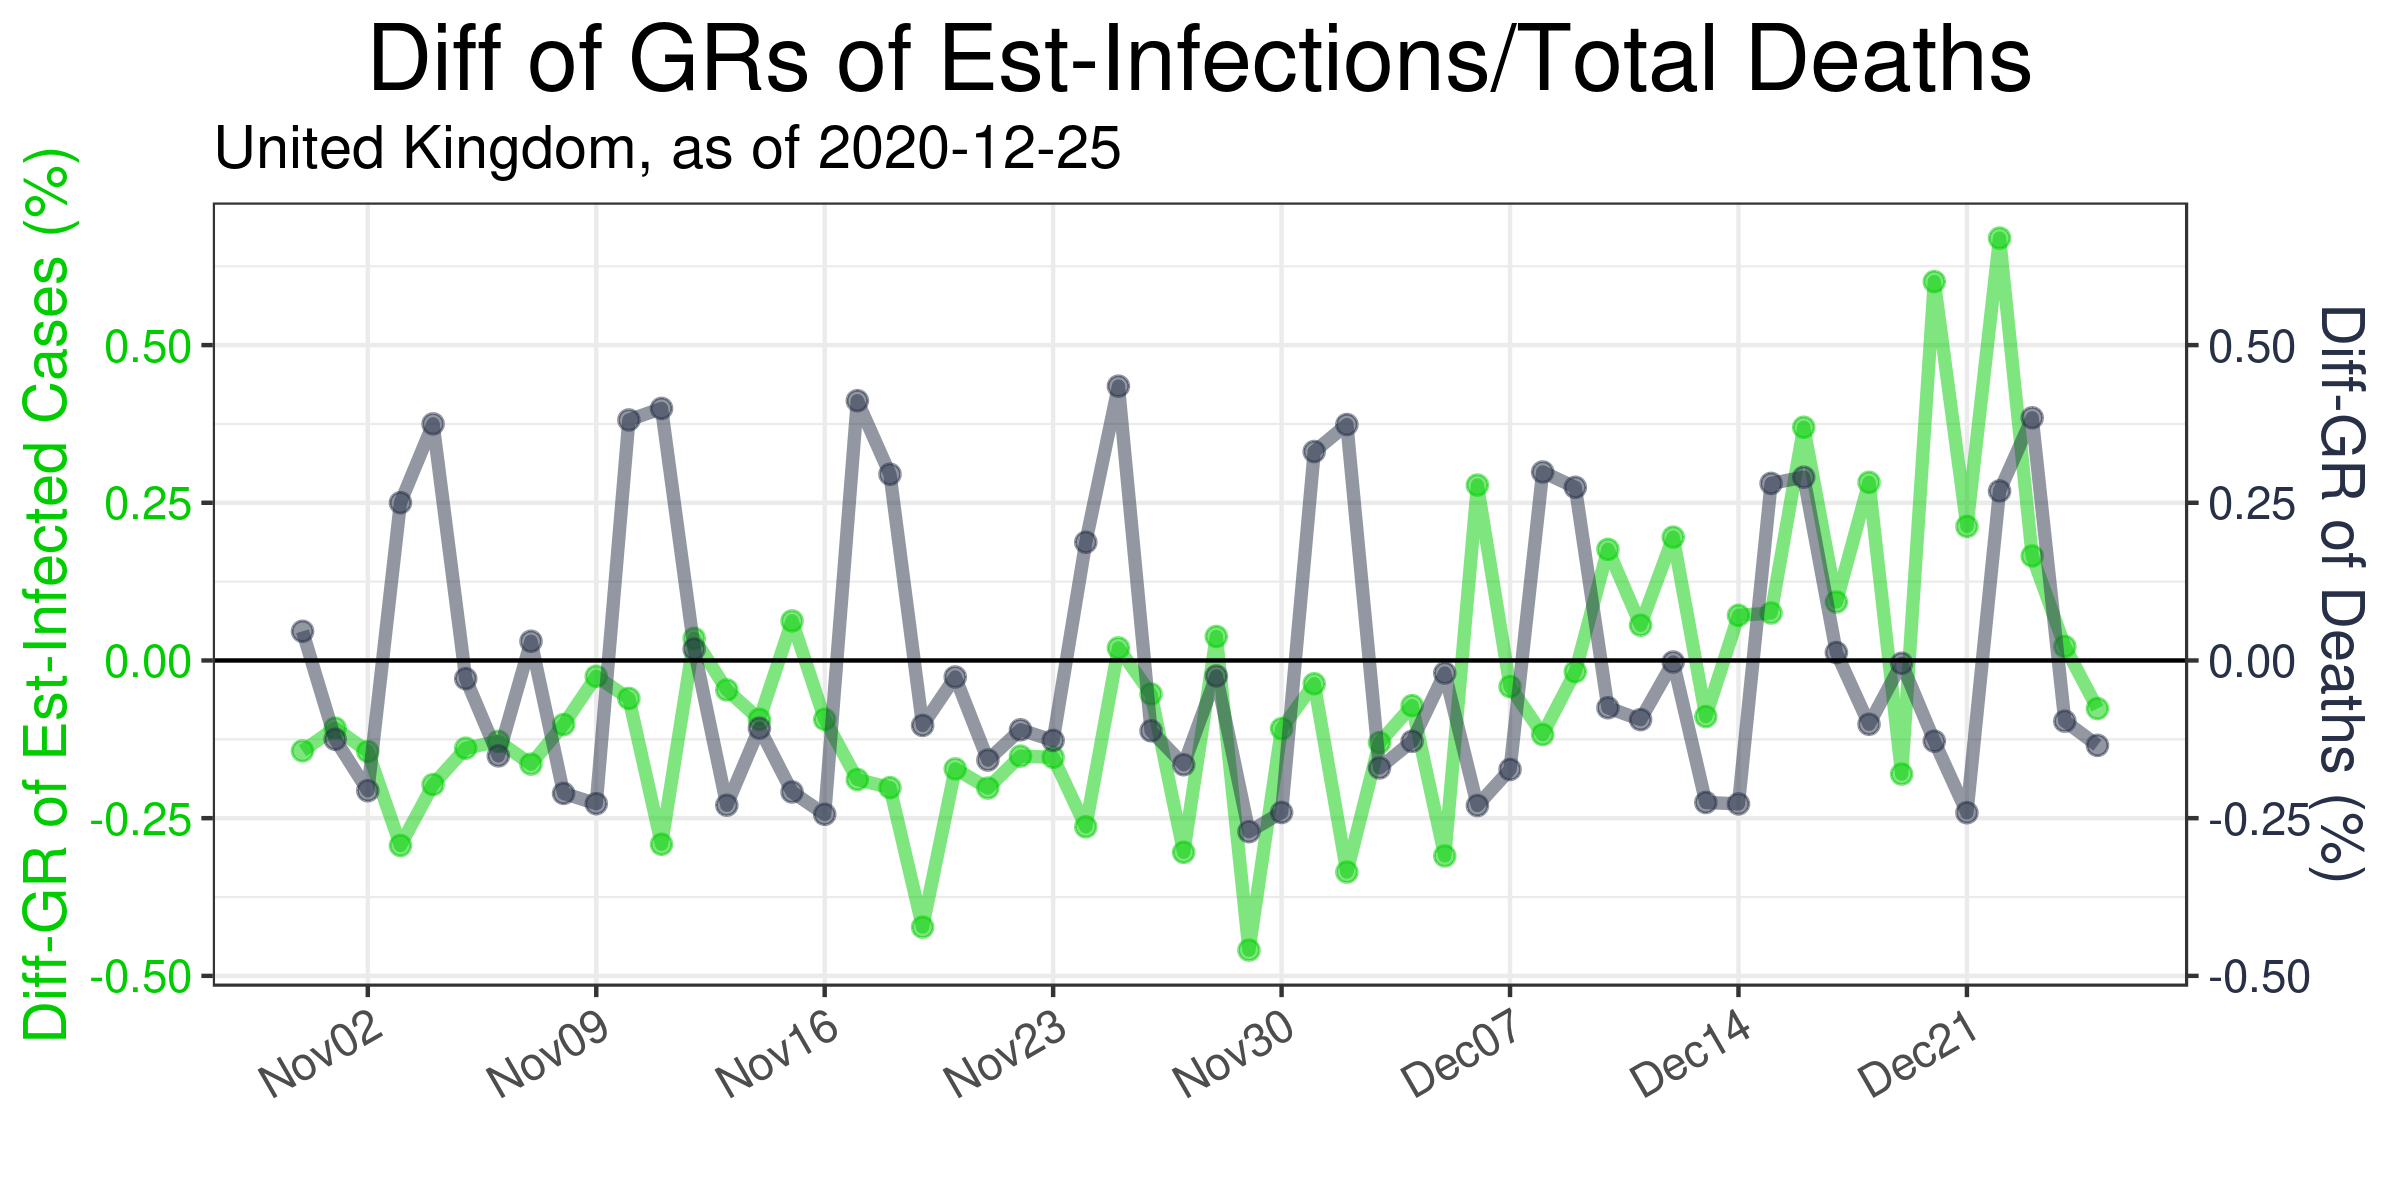 Diff of GRs of Est-Infections/Total Deaths
United Kingdom, as of 2020-12-25
Diff-GR of Est-Infected Cases (%)
0.50
0.25
0.00
-0.25
-0.50
0.50
0.25
0.00
-0.25
-0.50
Diff-GR of Deaths (%)
Nov02
Nov09
Nov16
Nov23
Nov30
Dec07
Dec14
Dec21